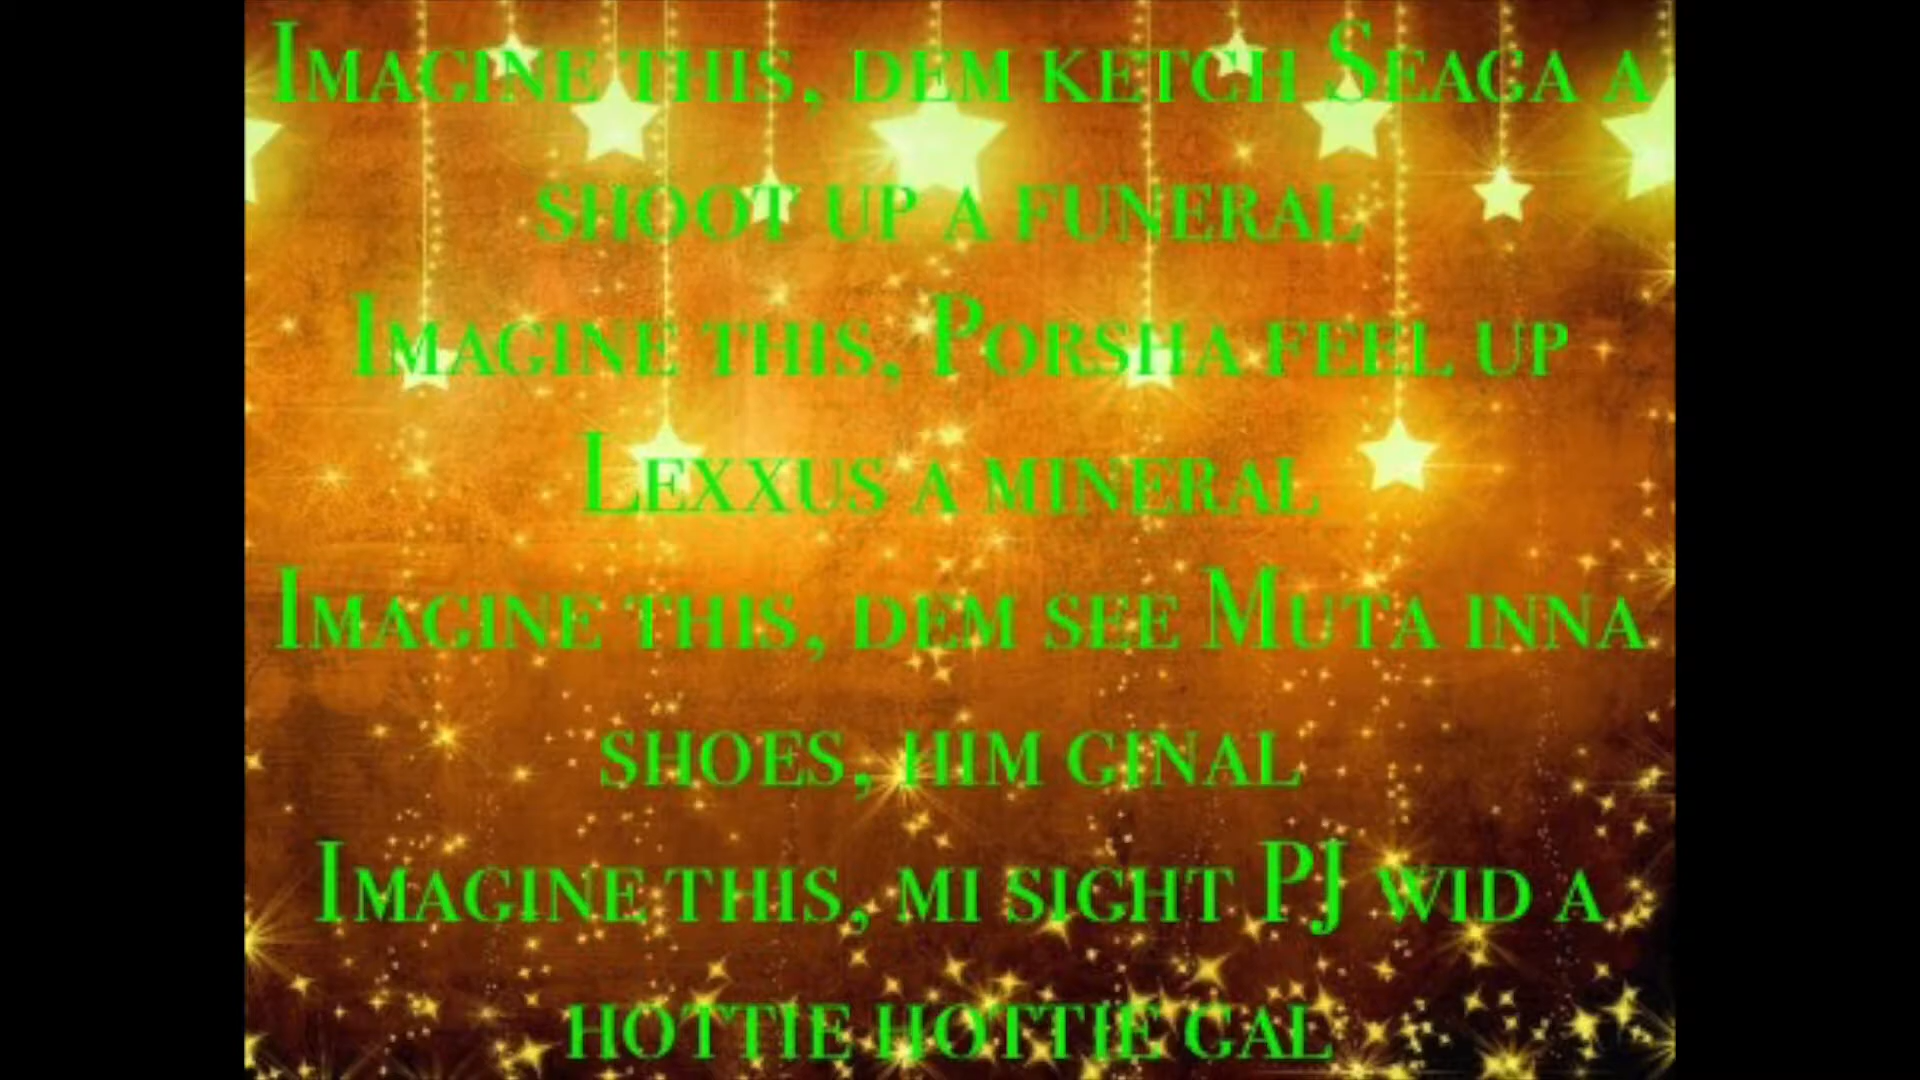 Imagine this, dem ketch Seaga a
shoot up a funeral
Imagine this, Porsha feel up
Lexxus a mineral
Imagine this, dem see Muta inna
shoes, him ginal
Imagine this, mi sight PJ wid a
hottie hottie gal